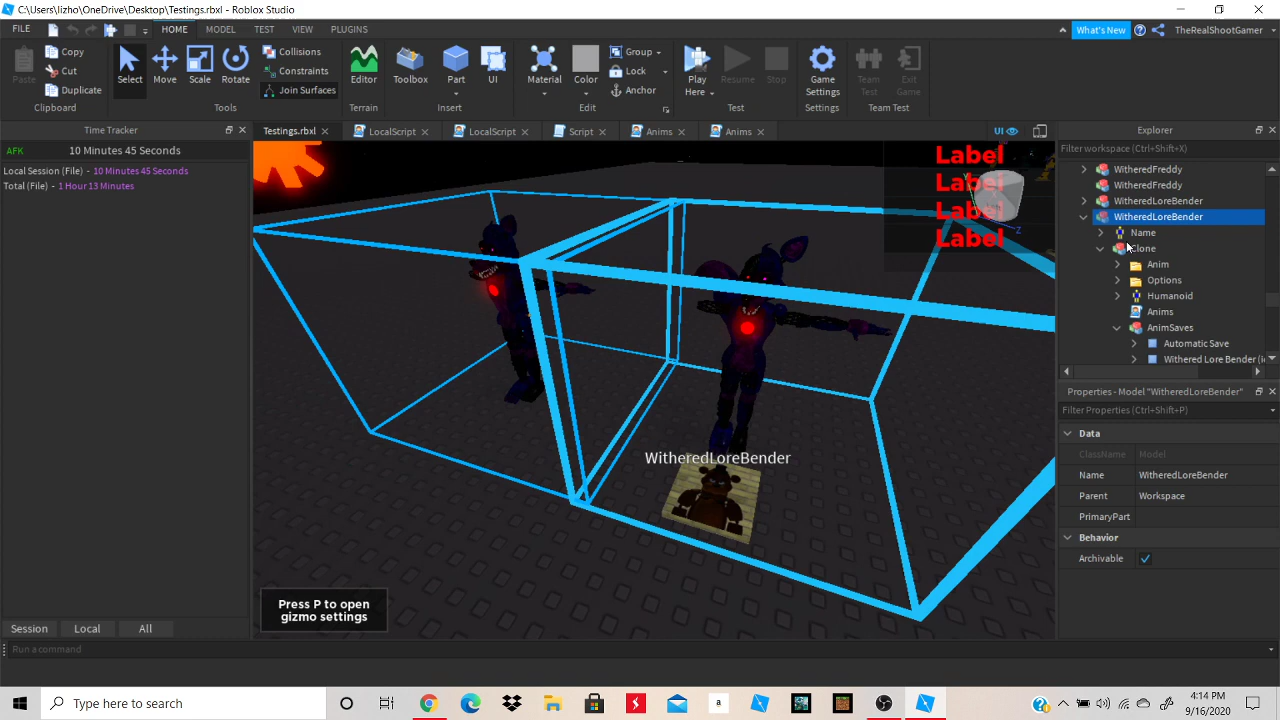 C:\Users\lizho\OneDrive\Desktop\Testings.rbxl - Roblox Studio
FILE
HOME
MODEL
TEST
VIEW
PLUGINS
What's New
TheRealShootGamer
Paste
Copy
Cut
Duplicate
Clipboard
Select
Move
Scale
Rotate
Collisions
Constraints
Join Surfaces
Tools
Editor
Terrain
Toolbox
Part
UI
Insert
Material
Color
Group
Lock
Anchor
Edit
Play Here
Resume
Stop
Test
Game Settings
Settings
Team Test
Exit Game
Team Test
Time Tracker
AFK
10 Minutes 45 Seconds
Local Session (File) - 10 Minutes 45 Seconds
Total (File) - 1 Hour 13 Minutes
Session
Local
All
Testings.rbxl
LocalScript
LocalScript
Script
Anims
Anims
UI
Label
Label
Label
Label
Z
WitheredLoreBender
Press P to open
gizmo settings
Explorer
Filter workspace (Ctrl+Shift+X)
WitheredFreddy
WitheredFreddy
WitheredLoreBender
WitheredLoreBender
Name
Clone
Anim
Options
Humanoid
Anims
AnimSaves
Automatic Save
Withered Lore Bender (i
Properties - Model "WitheredLoreBender"
Filter Properties (Ctrl+Shift+P)
Data
ClassName Model
Name WitheredLoreBender
Parent Workspace
PrimaryPart
Behavior
Archivable
Run a command
Type here to search
a
4:14 PM
9/16/2020